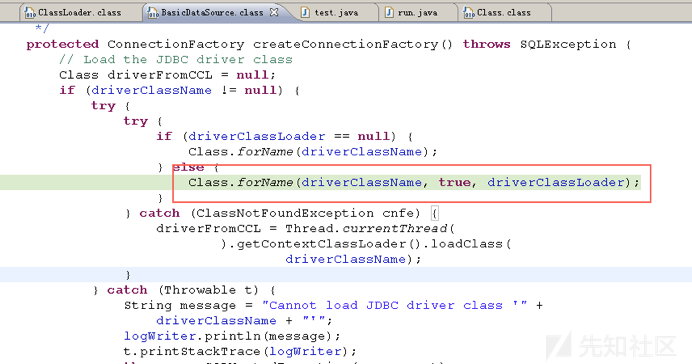 ClassLoader.class BasicDataSource.class test.java run.java Class.class
*/
protected ConnectionFactory createConnectionFactory() throws SQLException {
// Load the JDBC driver class
Class driverFromCCL = null;
if (driverClassName != null) {
try {
try {
if (driverClassLoader == null) {
Class.forName(driverClassName);
} else {
Class.forName(driverClassName, true, driverClassLoader);
}
} catch (ClassNotFoundException cnfe) {
driverFromCCL = Thread.currentThread(
).getContextClassLoader().loadClass(
driverClassName);
}
} catch (Throwable t) {
String message = "Cannot load JDBC driver class '" +
driverClassName + "'";
logWriter.println(message);
t.printStackTrace(logWriter);
先知社区